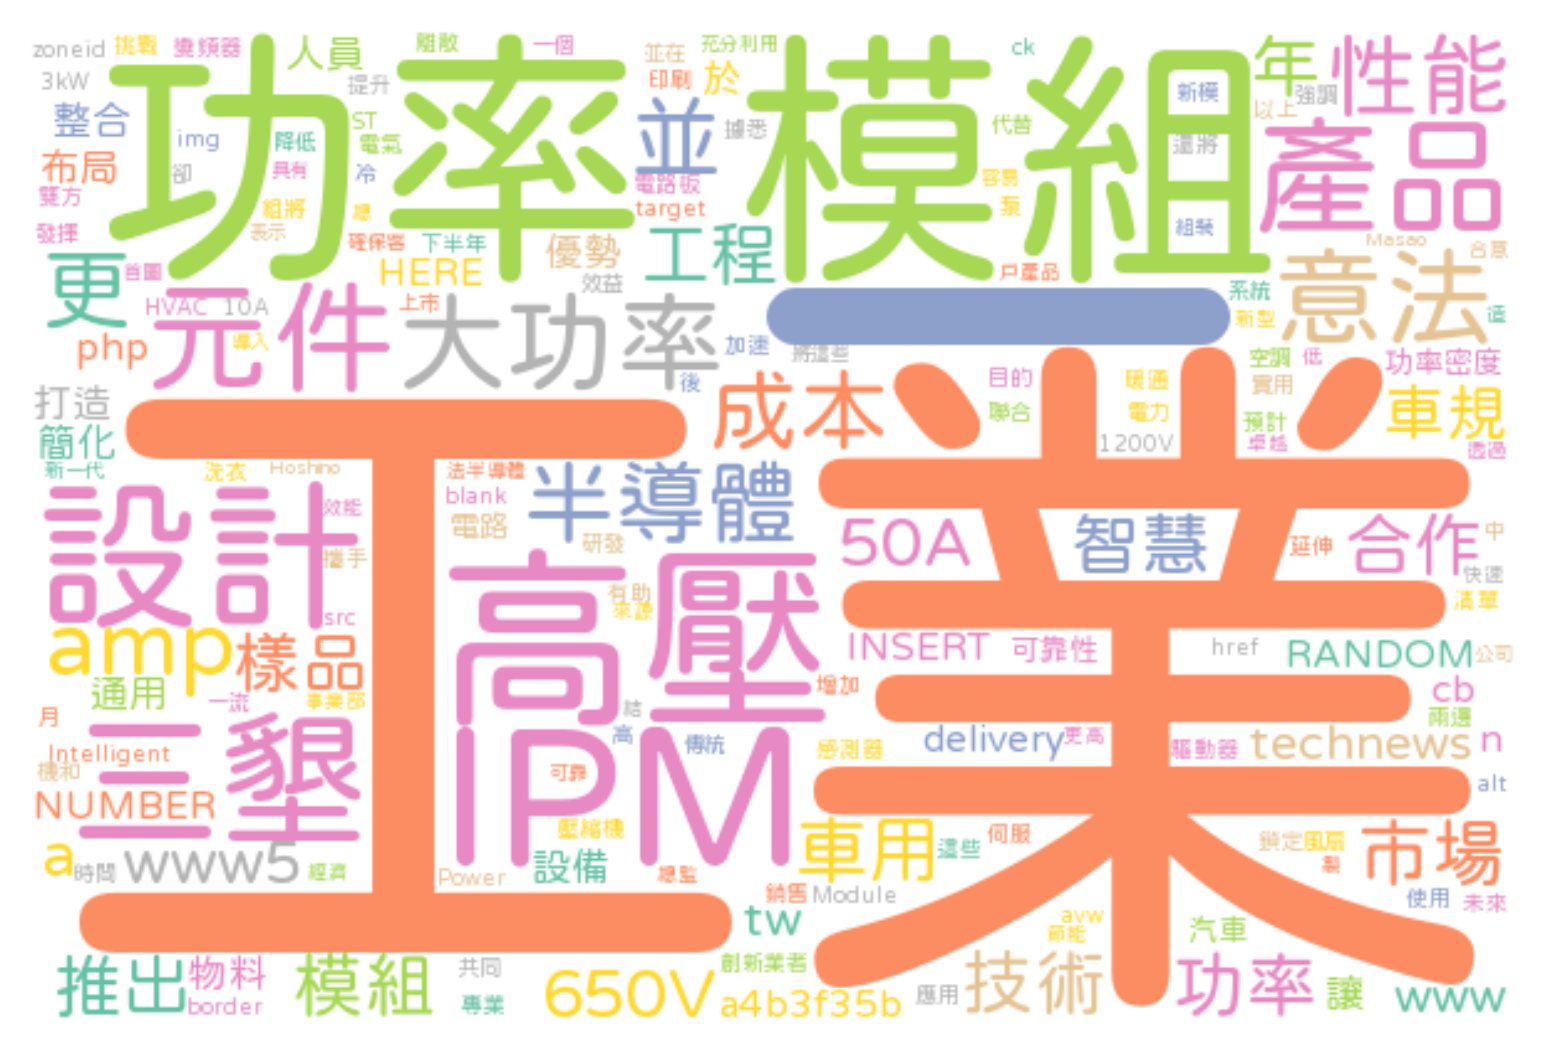 zoneid
挑戰
變頻器
人員
離散
一個
並在
充分利用
ck
年
性能
3kW
提升
印刷
於
新模
以上
強調
功率模組
整合
img
降低
ST
電氣
並
據悉
代替
還將
產品
布局
卻
具有
冷
電路板
容易
雙方
組將
總
target
泵
組裝
發揮
表示
確保客
下半年
優勢
工程
Masao
合意
更
首圖
HERE
效益
戶產品
系統
意法
HVAC
10A
上市
新型
造
php
元件
導入
大功率
加速
將這些
一
後
空調
低
功率密度
打造
成本
目的
暖通
實用
車規
簡化
聯合
電力
預計
1200V
卓越
透過
新一代
洗衣
Hoshino
法半導體
半導體
工業
設計
效能
blank
電路
研發
50A
智慧
延伸
合作
中
攜手
快速
高壓
有助
來源
清單
src
amp
樣品
INSERT
可靠性
href
RANDOM
公司
通用
一流
事業部
增加
cb
月
結
兩邊
三墾
Intelligent
高
傳統
感測器
delivery
更高
驅動器
technews
n
機和
可靠
IPM
alt
NUMBER
壓縮機
車用
這些
伺服
鎖定
風扇
市場
a
時間
www5
經濟
Power
設備
總監
製
銷售
Module
使用
未來
tw
avw
節能
汽車
推出
物料
模組
共同
創新業者
技術
功率
讓
border
專業
650V
a4b3f35b
應用
www